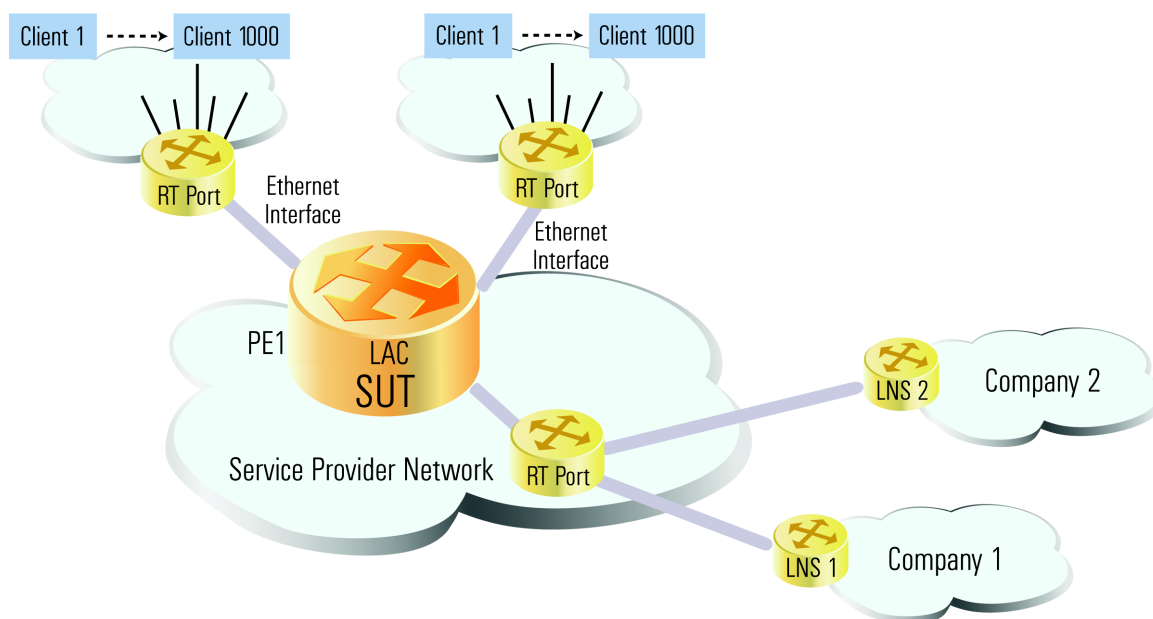 Client 1
Client 1000
Client 1
Client 1000
RT Port
RT Port
Ethernet
Interface
Ethernet
Interface
PE1
LAC
SUT
LNS 2
Company 2
Service Provider Network
RT Port
LNS 1
Company 1